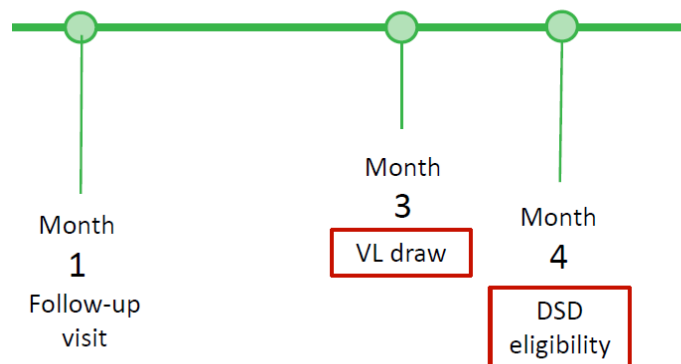 Month
1
Follow-up
visit
Month
3
VL draw
Month
4
DSD
eligibility